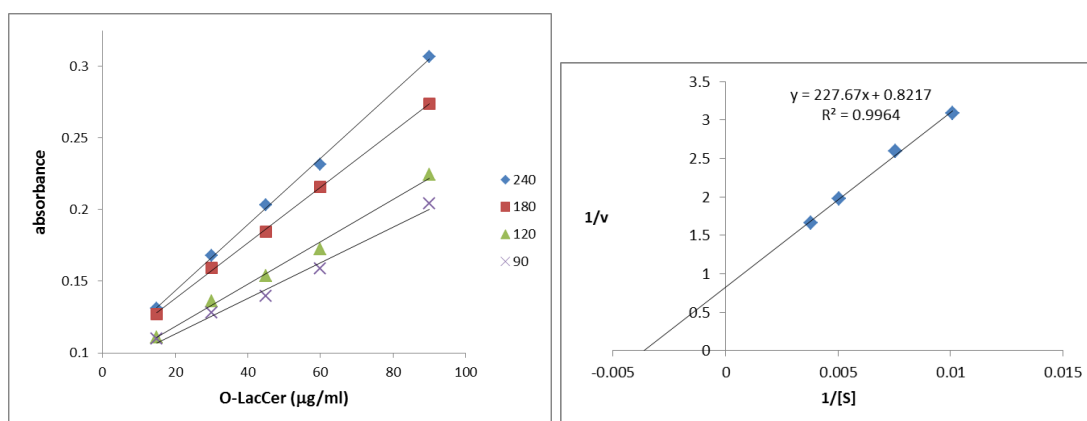 0.3
0.25
0.2
0.15
0.1
absorbance
0 20 40 60 80 100
O-LacCer (µg/ml)
240
180
120
90
y = 227.67x + 0.8217
R² = 0.9964
3.5
3
2.5
2
1.5
1
0.5
0
1/v
-0.005 0 0.005 0.01 0.015
1/[S]